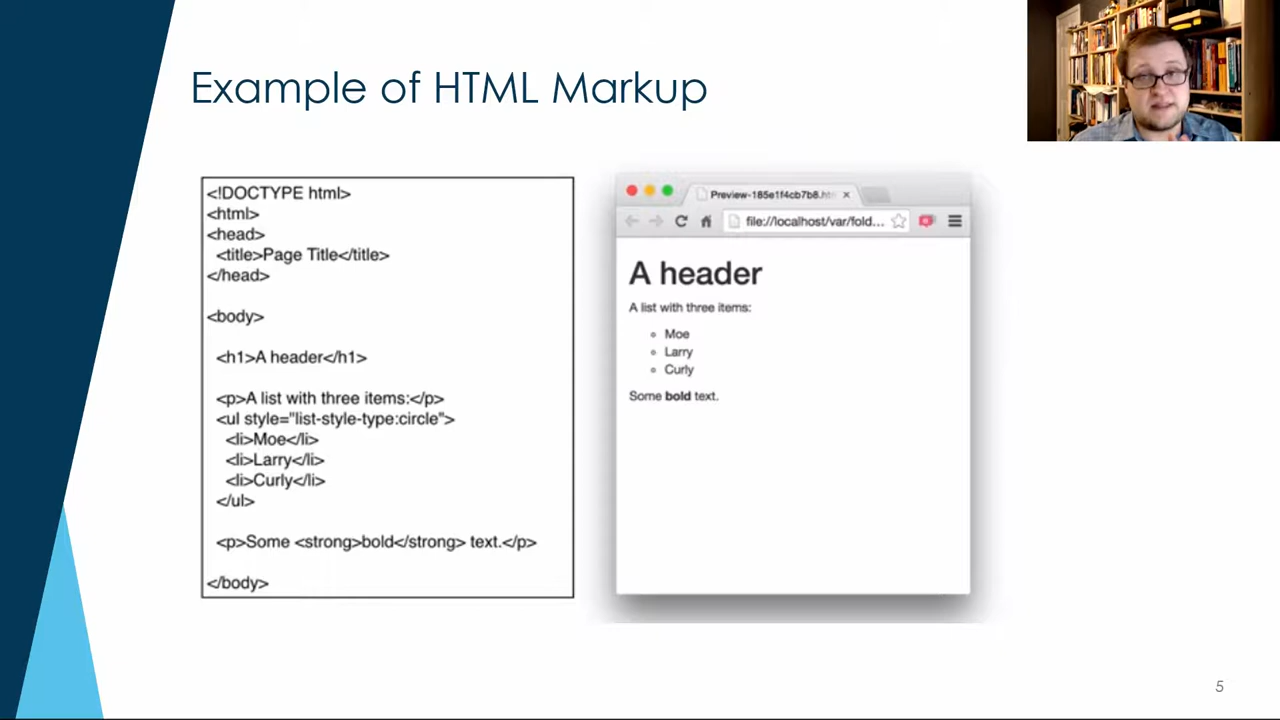 Example of HTML Markup
<!DOCTYPE html>
<html>
<head>
<title>Page Title</title>
</head>
<body>
<h1>A header</h1>
<p>A list with three items:</p>
<ul style="list-style-type:circle">
<li>Moe</li>
<li>Larry</li>
<li>Curly</li>
</ul>
<p>Some <strong>bold</strong> text.</p>
</body>
Preview-185e1f4cb7b8.ht
file://localhost/var/fold...
A header
A list with three items:
Moe
Larry
Curly
Some bold text.
5